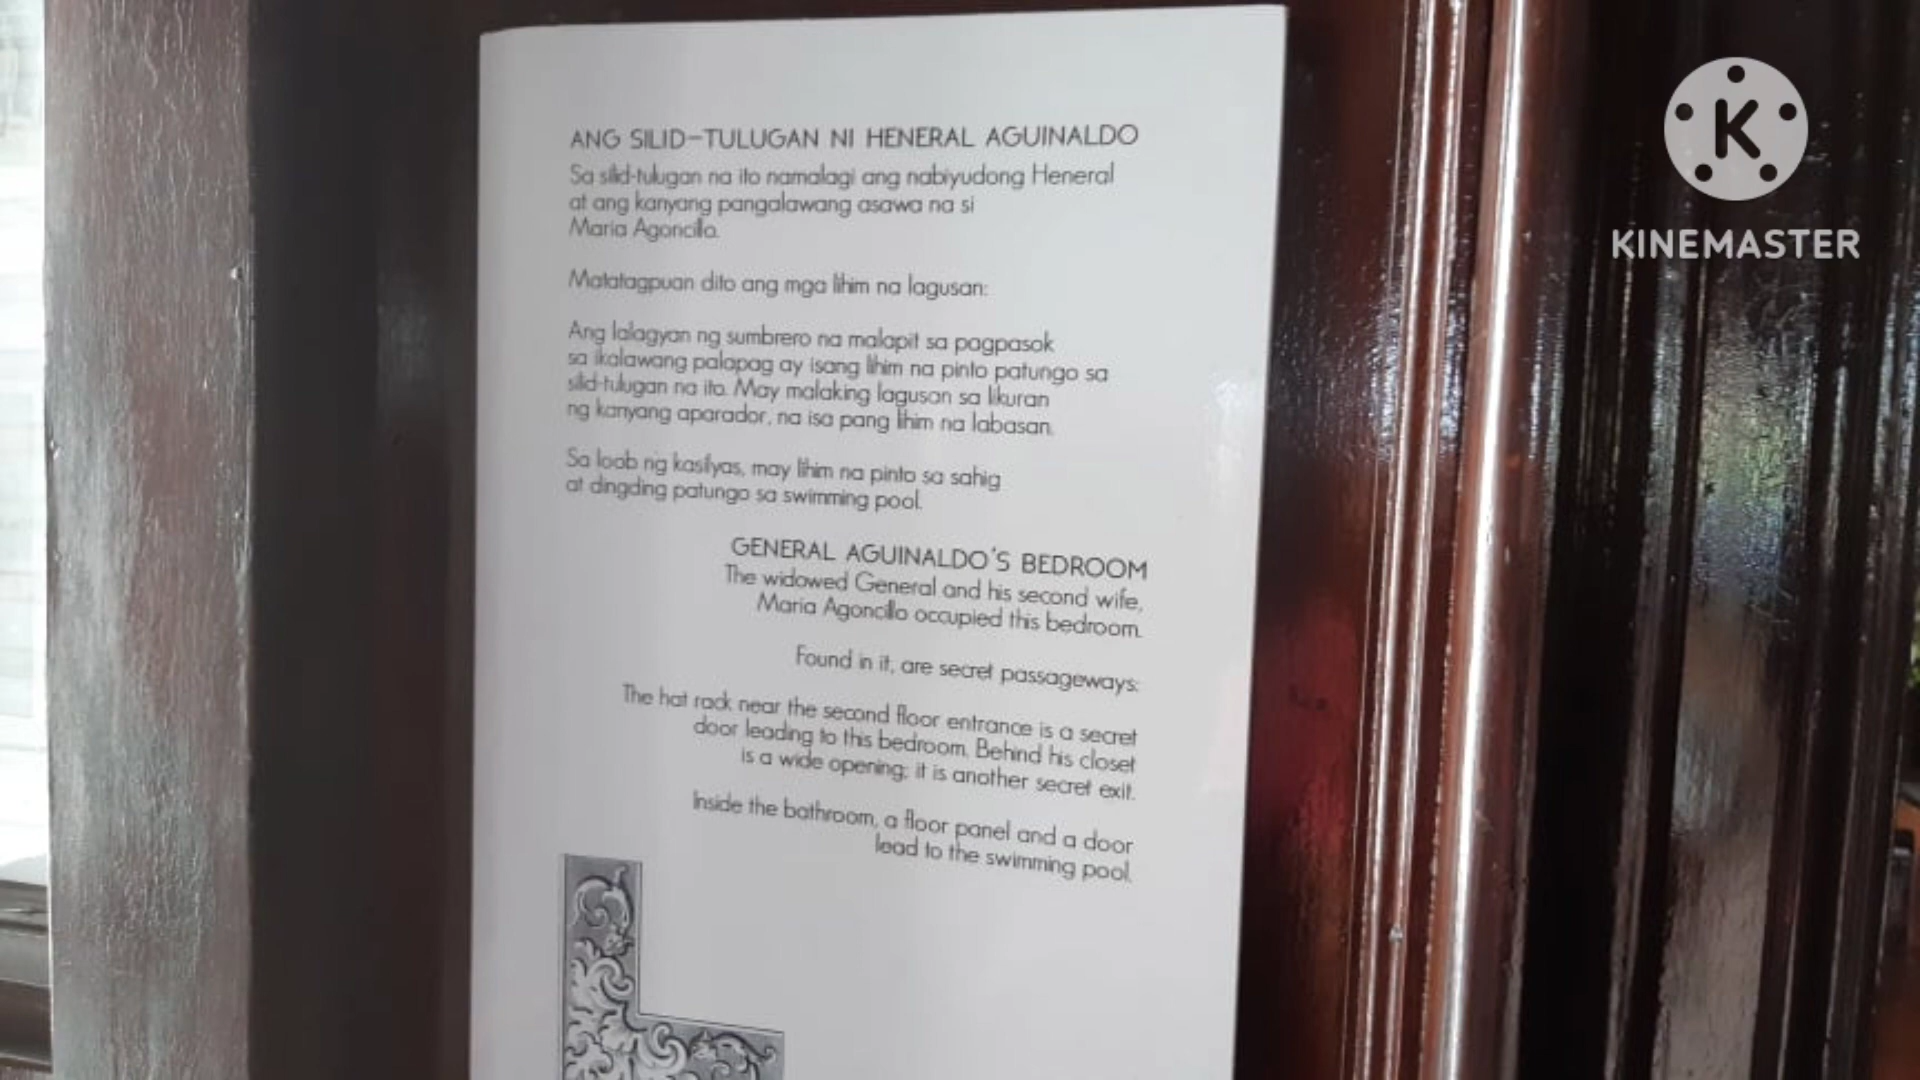 ANG SILID-TULUGAN NI HENERAL AGUINALDO
Sa silid-tulugan na ito namalagi ang nabiyudong Heneral
at ang kanyang pangalawang asawa na si
Maria Agoncillo.
Matatagpuan dito ang mga lihim na lagusan:
Ang lalagyan ng sumbrero na malapit sa pagpasok
sa ikalawang palapag ay isang lihim na pinto patungo sa
silid-tulugan na ito. May malaking lagusan sa likuran
ng kanyang aparador, na isa pang lihim na labasan.
Sa loob ng kasilyas, may lihim na pinto sa sahig
at dingding patungo sa swimming pool.
GENERAL AGUINALDO'S BEDROOM
The widowed General and his second wife,
Maria Agoncillo occupied this bedroom.
Found in it, are secret passageways:
The hat rack near the second floor entrance is a secret
door leading to this bedroom. Behind his closet
is a wide opening; it is another secret exit.
Inside the bathroom, a floor panel and a door
lead to the swimming pool.
K
KINEMASTER